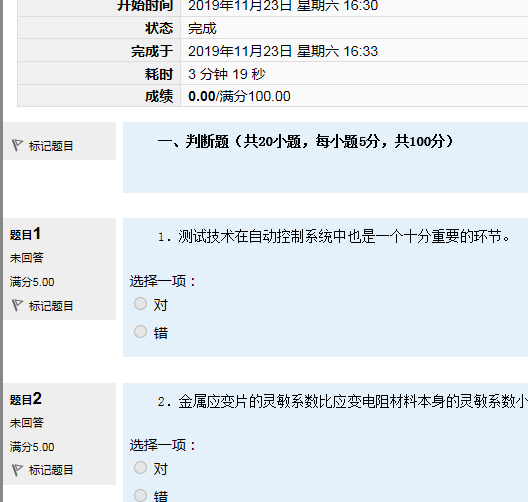 开始时间 2019年11月23日 星期六 16:30
状态 完成
完成于 2019年11月23日 星期六 16:33
耗时 3 分钟 19 秒
成绩 0.00/满分100.00
标记题目
一、判断题（共20小题，每小题5分，共100分）
题目1
未回答
满分5.00
标记题目
1. 测试技术在自动控制系统中也是一个十分重要的环节。
选择一项：
对
错
题目2
未回答
满分5.00
标记题目
2. 金属应变片的灵敏系数比应变电阻材料本身的灵敏系数小
选择一项：
对
错